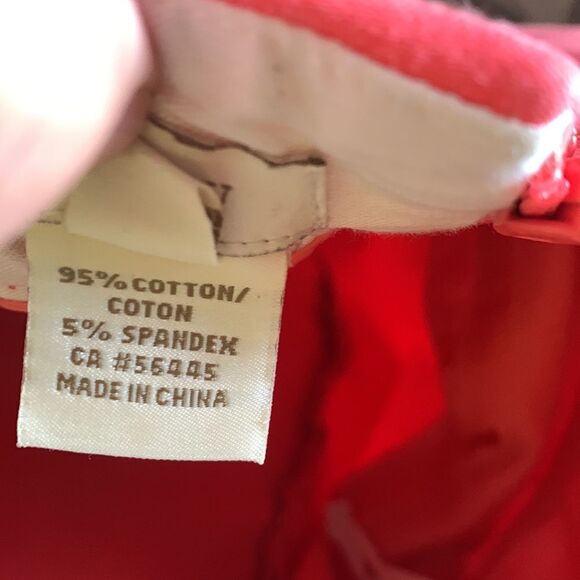 95% COTTON/
COTON
5% SPANDEX
CA #56445
MADE IN CHINA